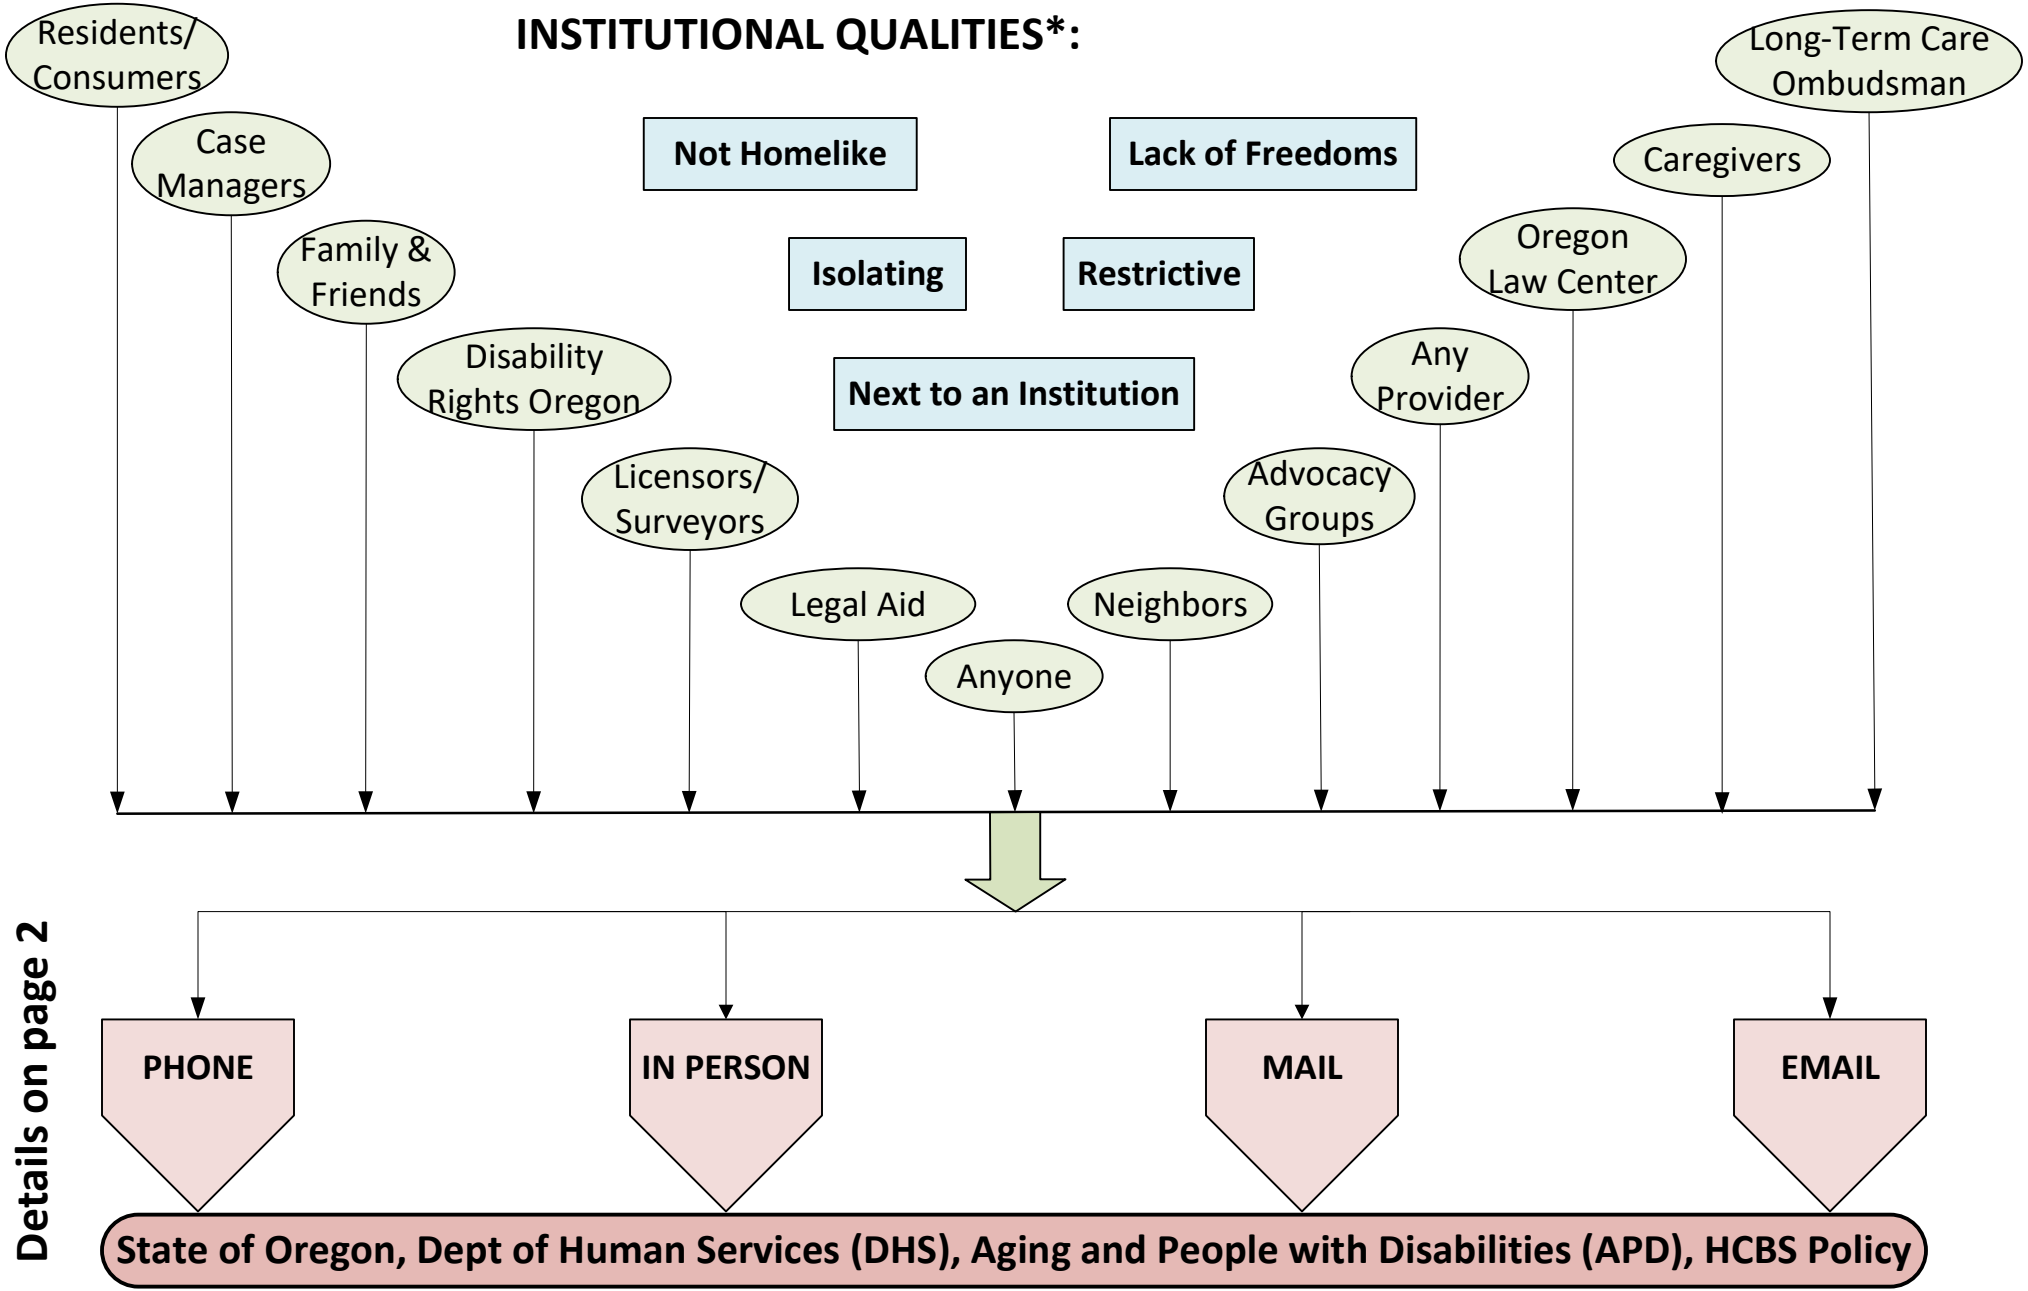 INSTITUTIONAL QUALITIES*:
Residents/
Consumers
Long-Term Care
Ombudsman
Case
Managers
Not Homelike
Lack of Freedoms
Caregivers
Family &
Friends
Isolating
Restrictive
Oregon
Law Center
Disability
Rights Oregon
Next to an Institution
Any
Provider
Licensors/
Surveyors
Advocacy
Groups
Legal Aid
Neighbors
Anyone
Details on page 2
PHONE
IN PERSON
MAIL
EMAIL
State of Oregon, Dept of Human Services (DHS), Aging and People with Disabilities (APD), HCBS Policy